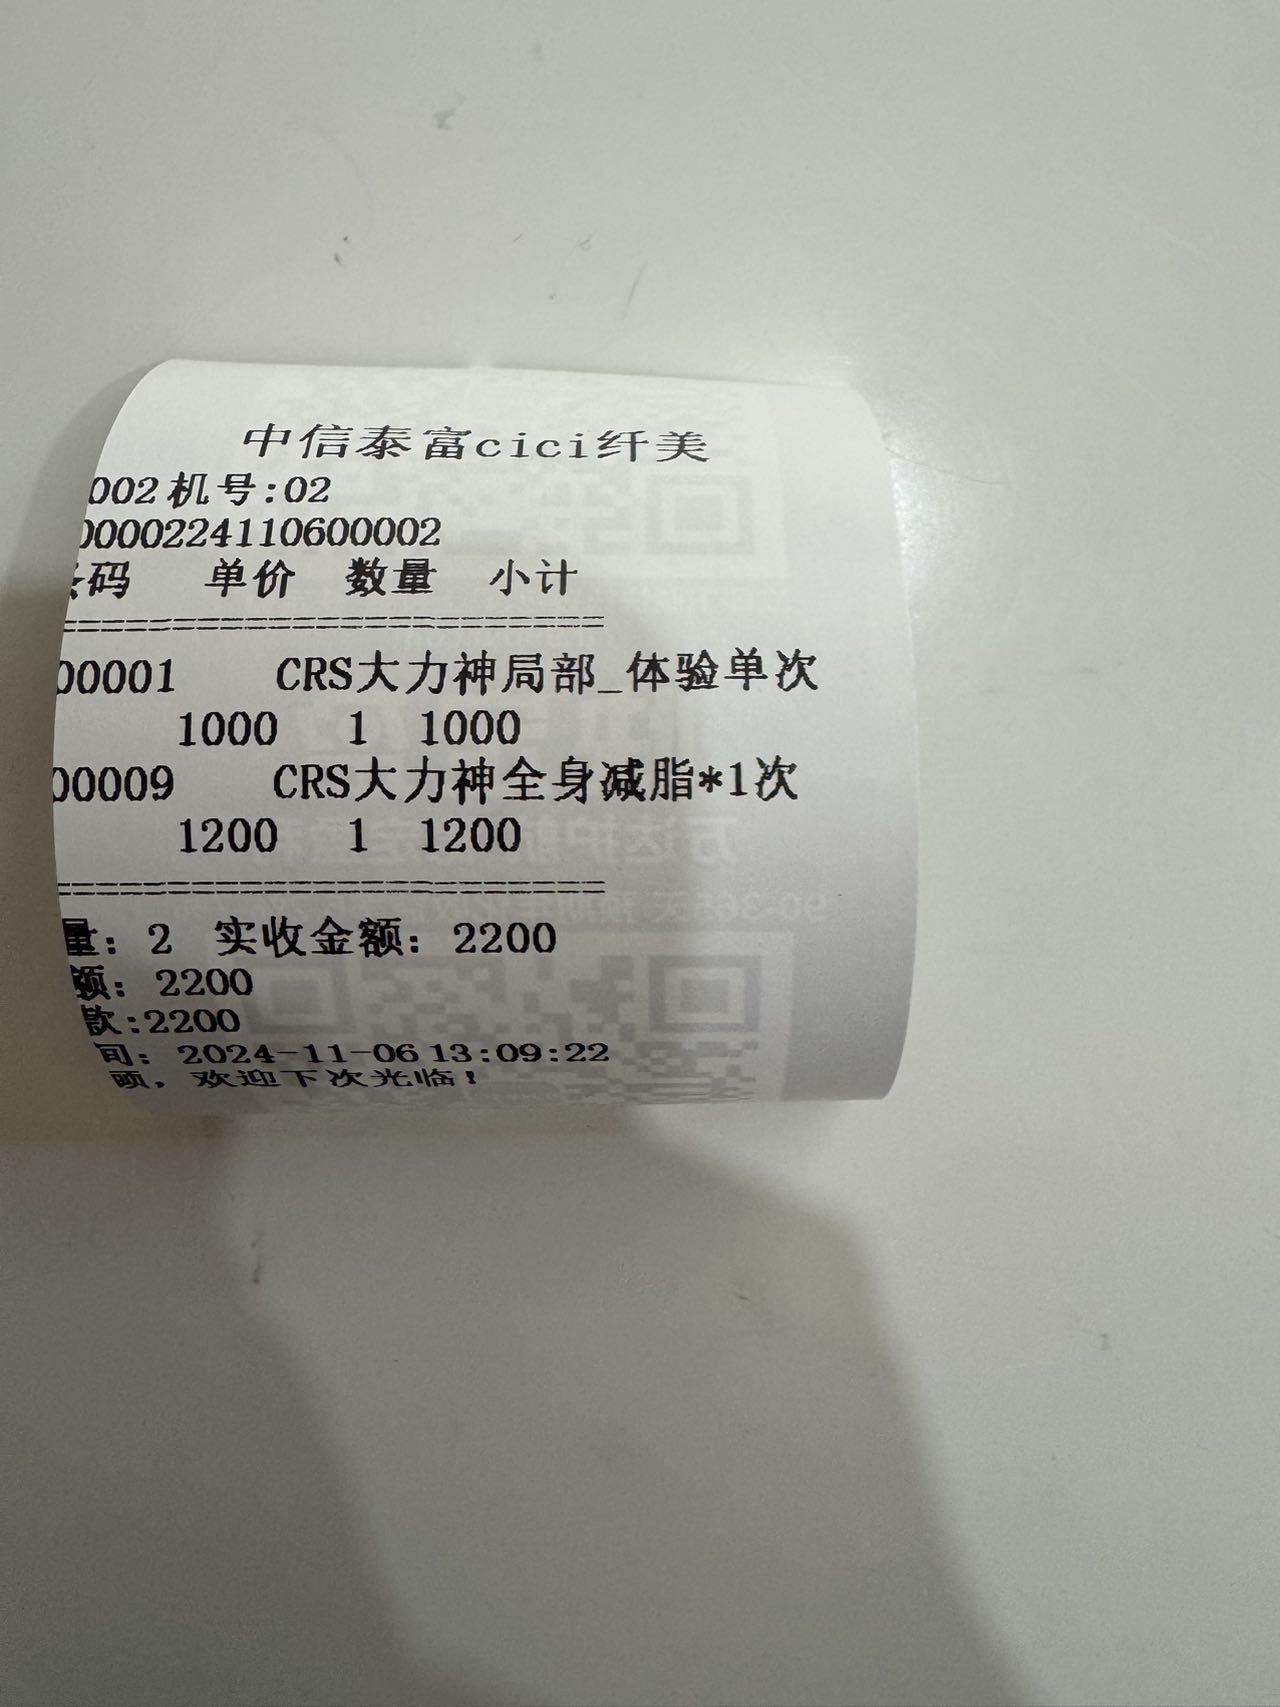 中信泰富cici纤美
002机号:02
0000224110600002
码 单价 数量 小计
========================
00001 CRS大力神局部_体验单次
1000 1 1000
00009 CRS大力神全身减脂*1次
1200 1 1200
========================
量: 2 实收金额: 2200
额: 2200
款:2200
间: 2024-11-06 13:09:22
顾, 欢迎下次光临!